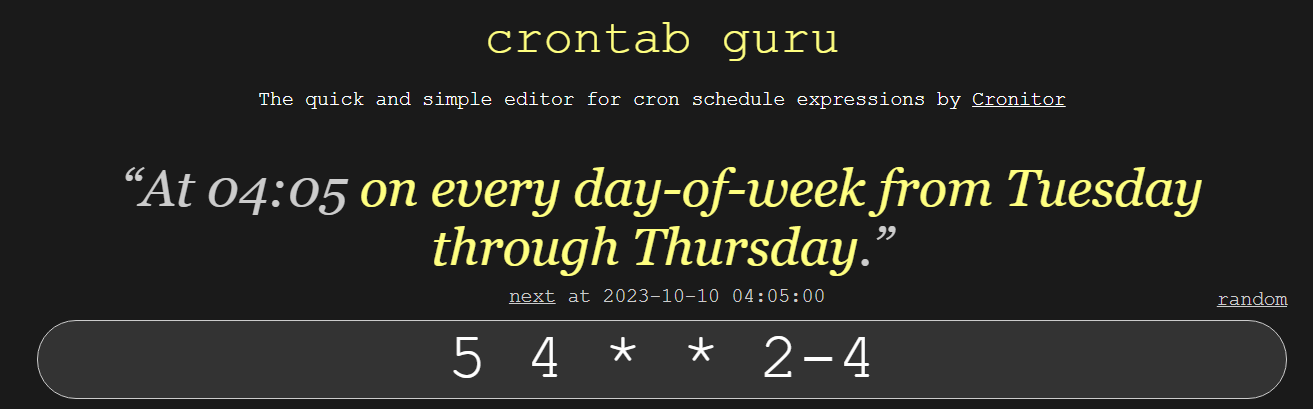 crontab guru
The quick and simple editor for cron schedule expressions by Cronitor
“At 04:05 on every day-of-week from Tuesday
through Thursday.”
next at 2023-10-10 04:05:00
random
5 4 * * 2-4